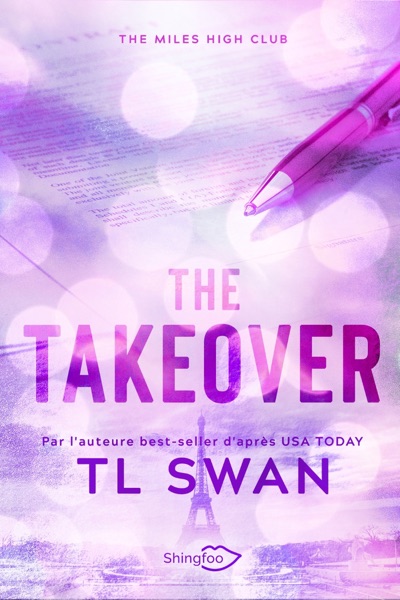 THE MILES HIGH CLUB
THE
TAKEOVER
Par l'auteure best-seller d'après USA TODAY
TL SWAN
Shingfoo